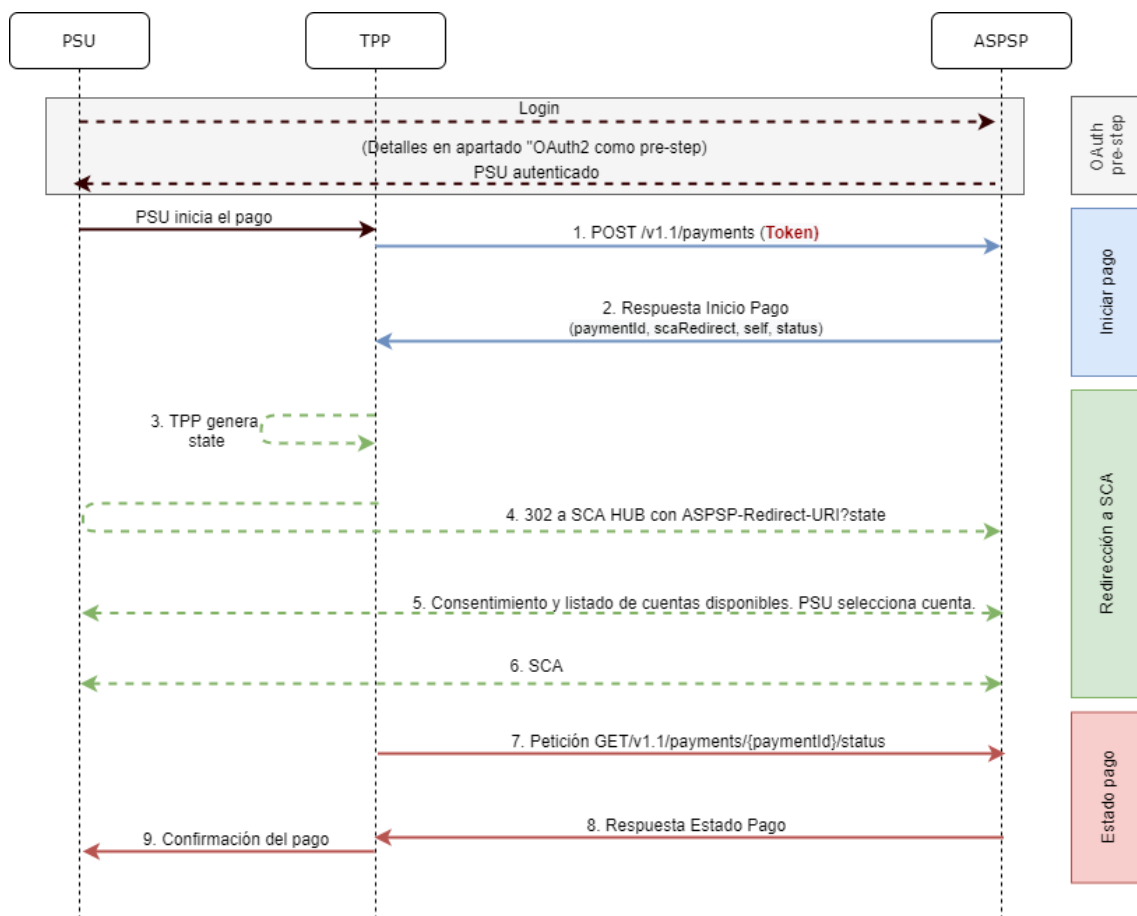 PSU
TPP
ASPSP
Login
(Detalles en apartado "OAuth2 como pre-step)
PSU autenticado
OAuth
pre-step
PSU inicia el pago
1. POST /v1.1/payments (Token)
2. Respuesta Inicio Pago
(paymentId, scaRedirect, self, status)
Iniciar pago
3. TPP genera
state
4. 302 a SCA HUB con ASPSP-Redirect-URI?state
5. Consentimiento y listado de cuentas disponibles. PSU selecciona cuenta.
6. SCA
Redirección a SCA
7. Petición GET/v1.1/payments/{paymentId}/status
8. Respuesta Estado Pago
9. Confirmación del pago
Estado pago